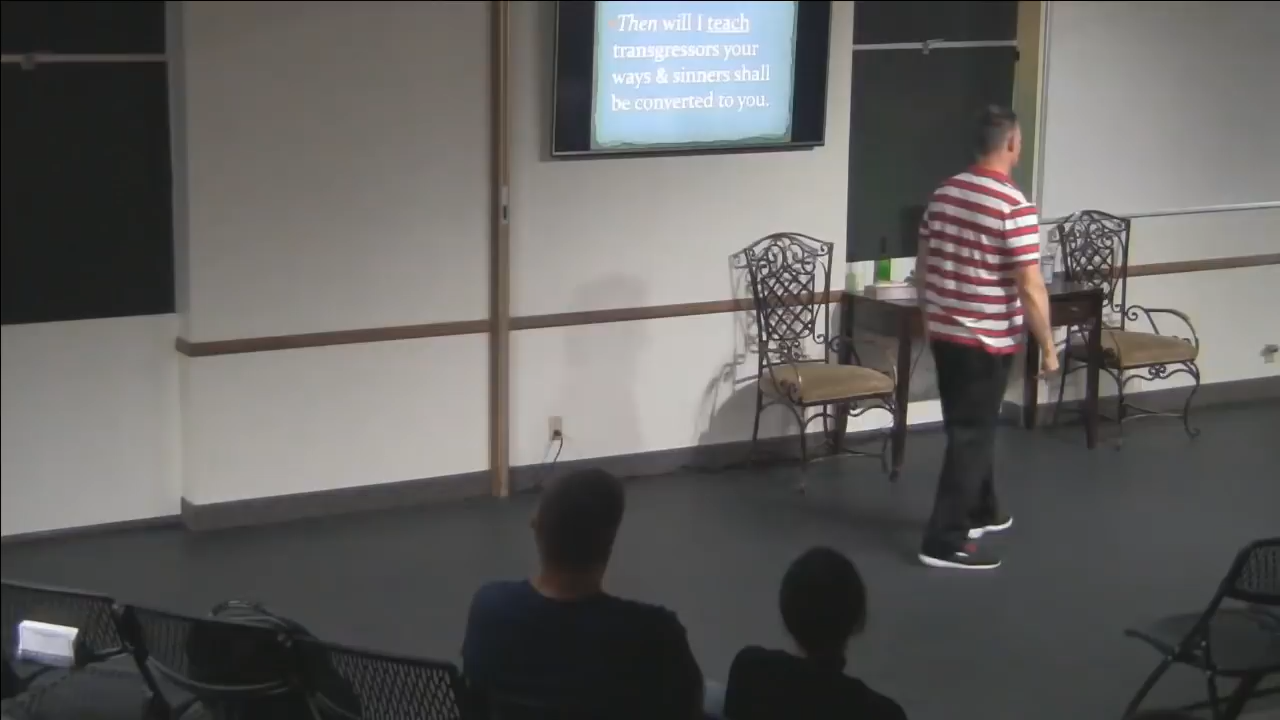 Then will I teach
transgressors your
ways & sinners shall
be converted to you.